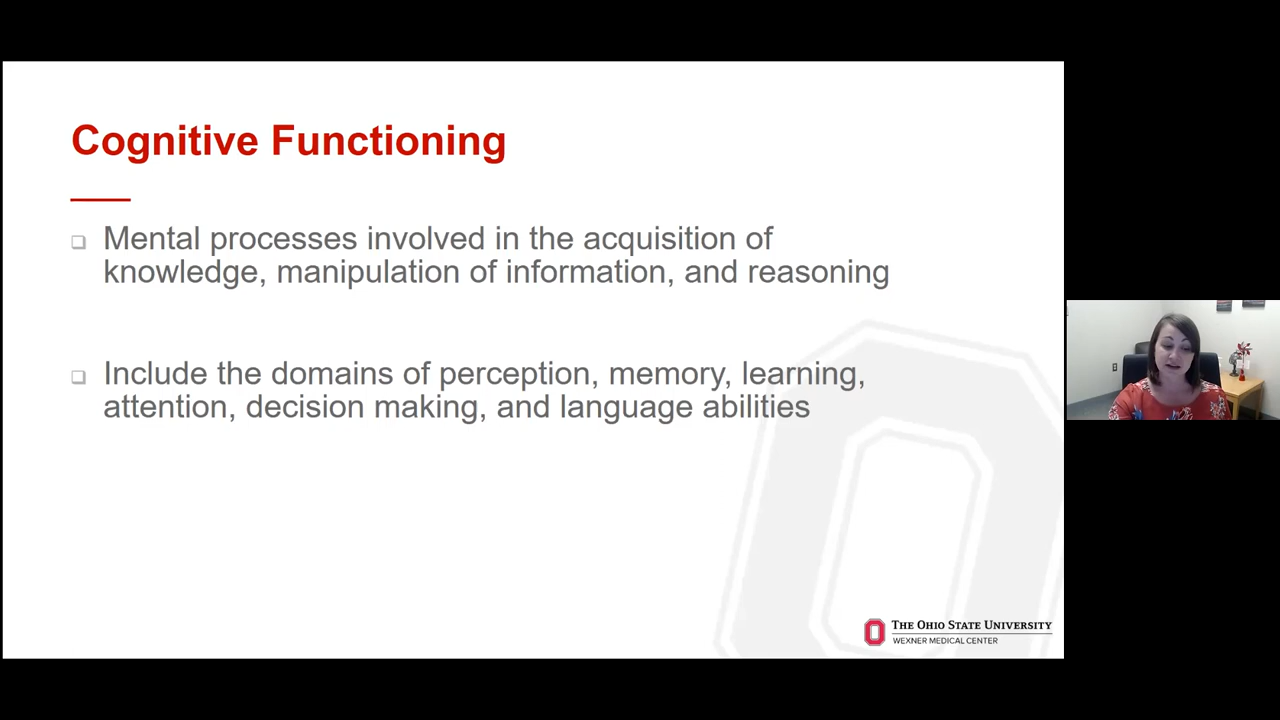 Cognitive Functioning
Mental processes involved in the acquisition of
knowledge, manipulation of information, and reasoning
Include the domains of perception, memory, learning,
attention, decision making, and language abilities
THE OHIO STATE UNIVERSITY
WEXNER MEDICAL CENTER